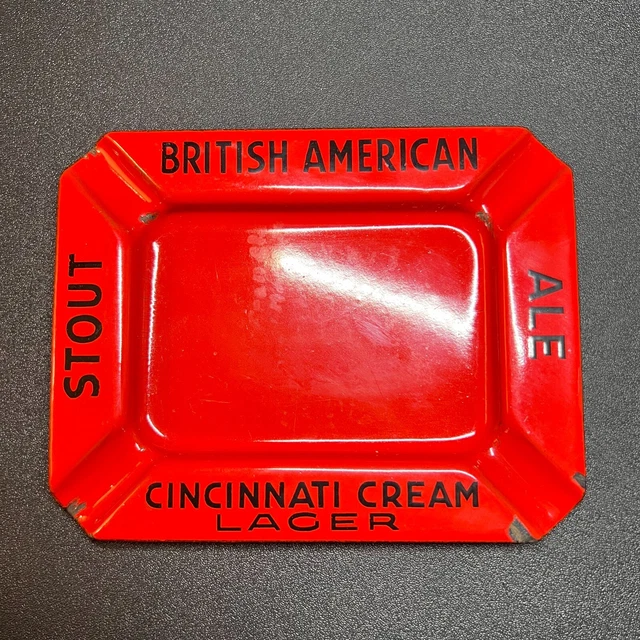 BRITISH AMERICAN
STOUT
ALE
CINCINNATI CREAM
LAGER